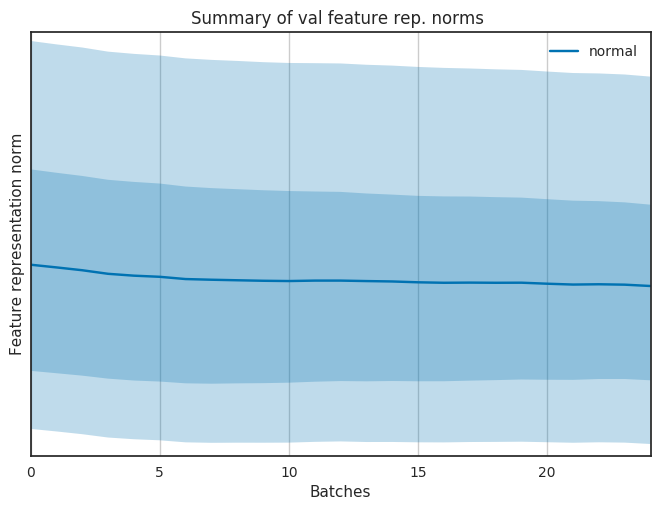 Summary of val feature rep. norms
normal
Feature representation norm
0 5 10 15 20
Batches